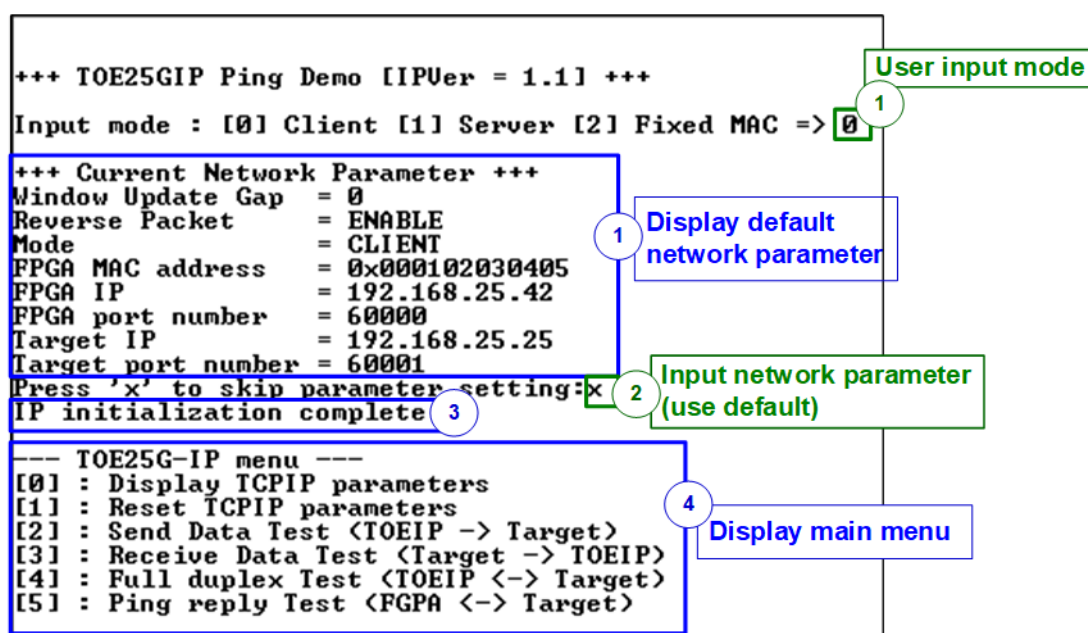 +++ TOE25GIP Ping Demo [IPVer = 1.1] +++
User input mode
1
Input mode : [0] Client [1] Server [2] Fixed MAC => 0
+++ Current Network Parameter +++
Window Update Gap = 0
Reverse Packet = ENABLE
Mode = CLIENT
FPGA MAC address = 0x000102030405
FPGA IP = 192.168.25.42
FPGA port number = 60000
Target IP = 192.168.25.25
Target port number = 60001
1
Display default
network parameter
Press 'x' to skip parameter setting:x
2
Input network parameter
(use default)
IP initialization complete
3
--- TOE25G-IP menu ---
[0] : Display TCPIP parameters
[1] : Reset TCPIP parameters
[2] : Send Data Test (TOEIP -> Target)
[3] : Receive Data Test (Target -> TOEIP)
[4] : Full duplex Test (TOEIP <-> Target)
[5] : Ping reply Test (FGPA <-> Target)
4
Display main menu